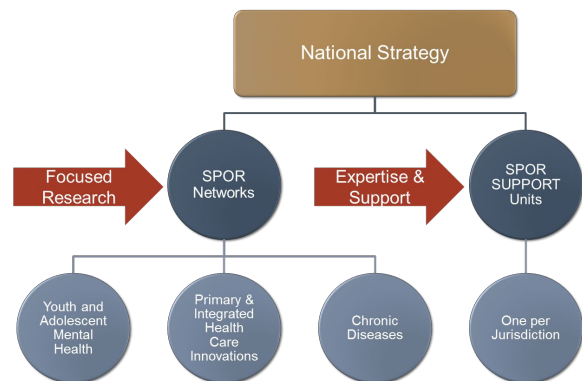 National Strategy
Focused
Research
SPOR
Networks
Expertise &
Support
SPOR
SUPPORT
Units
Youth and
Adolescent
Mental
Health
Primary &
Integrated
Health
Care
Innovations
Chronic
Diseases
One per
Jurisdiction